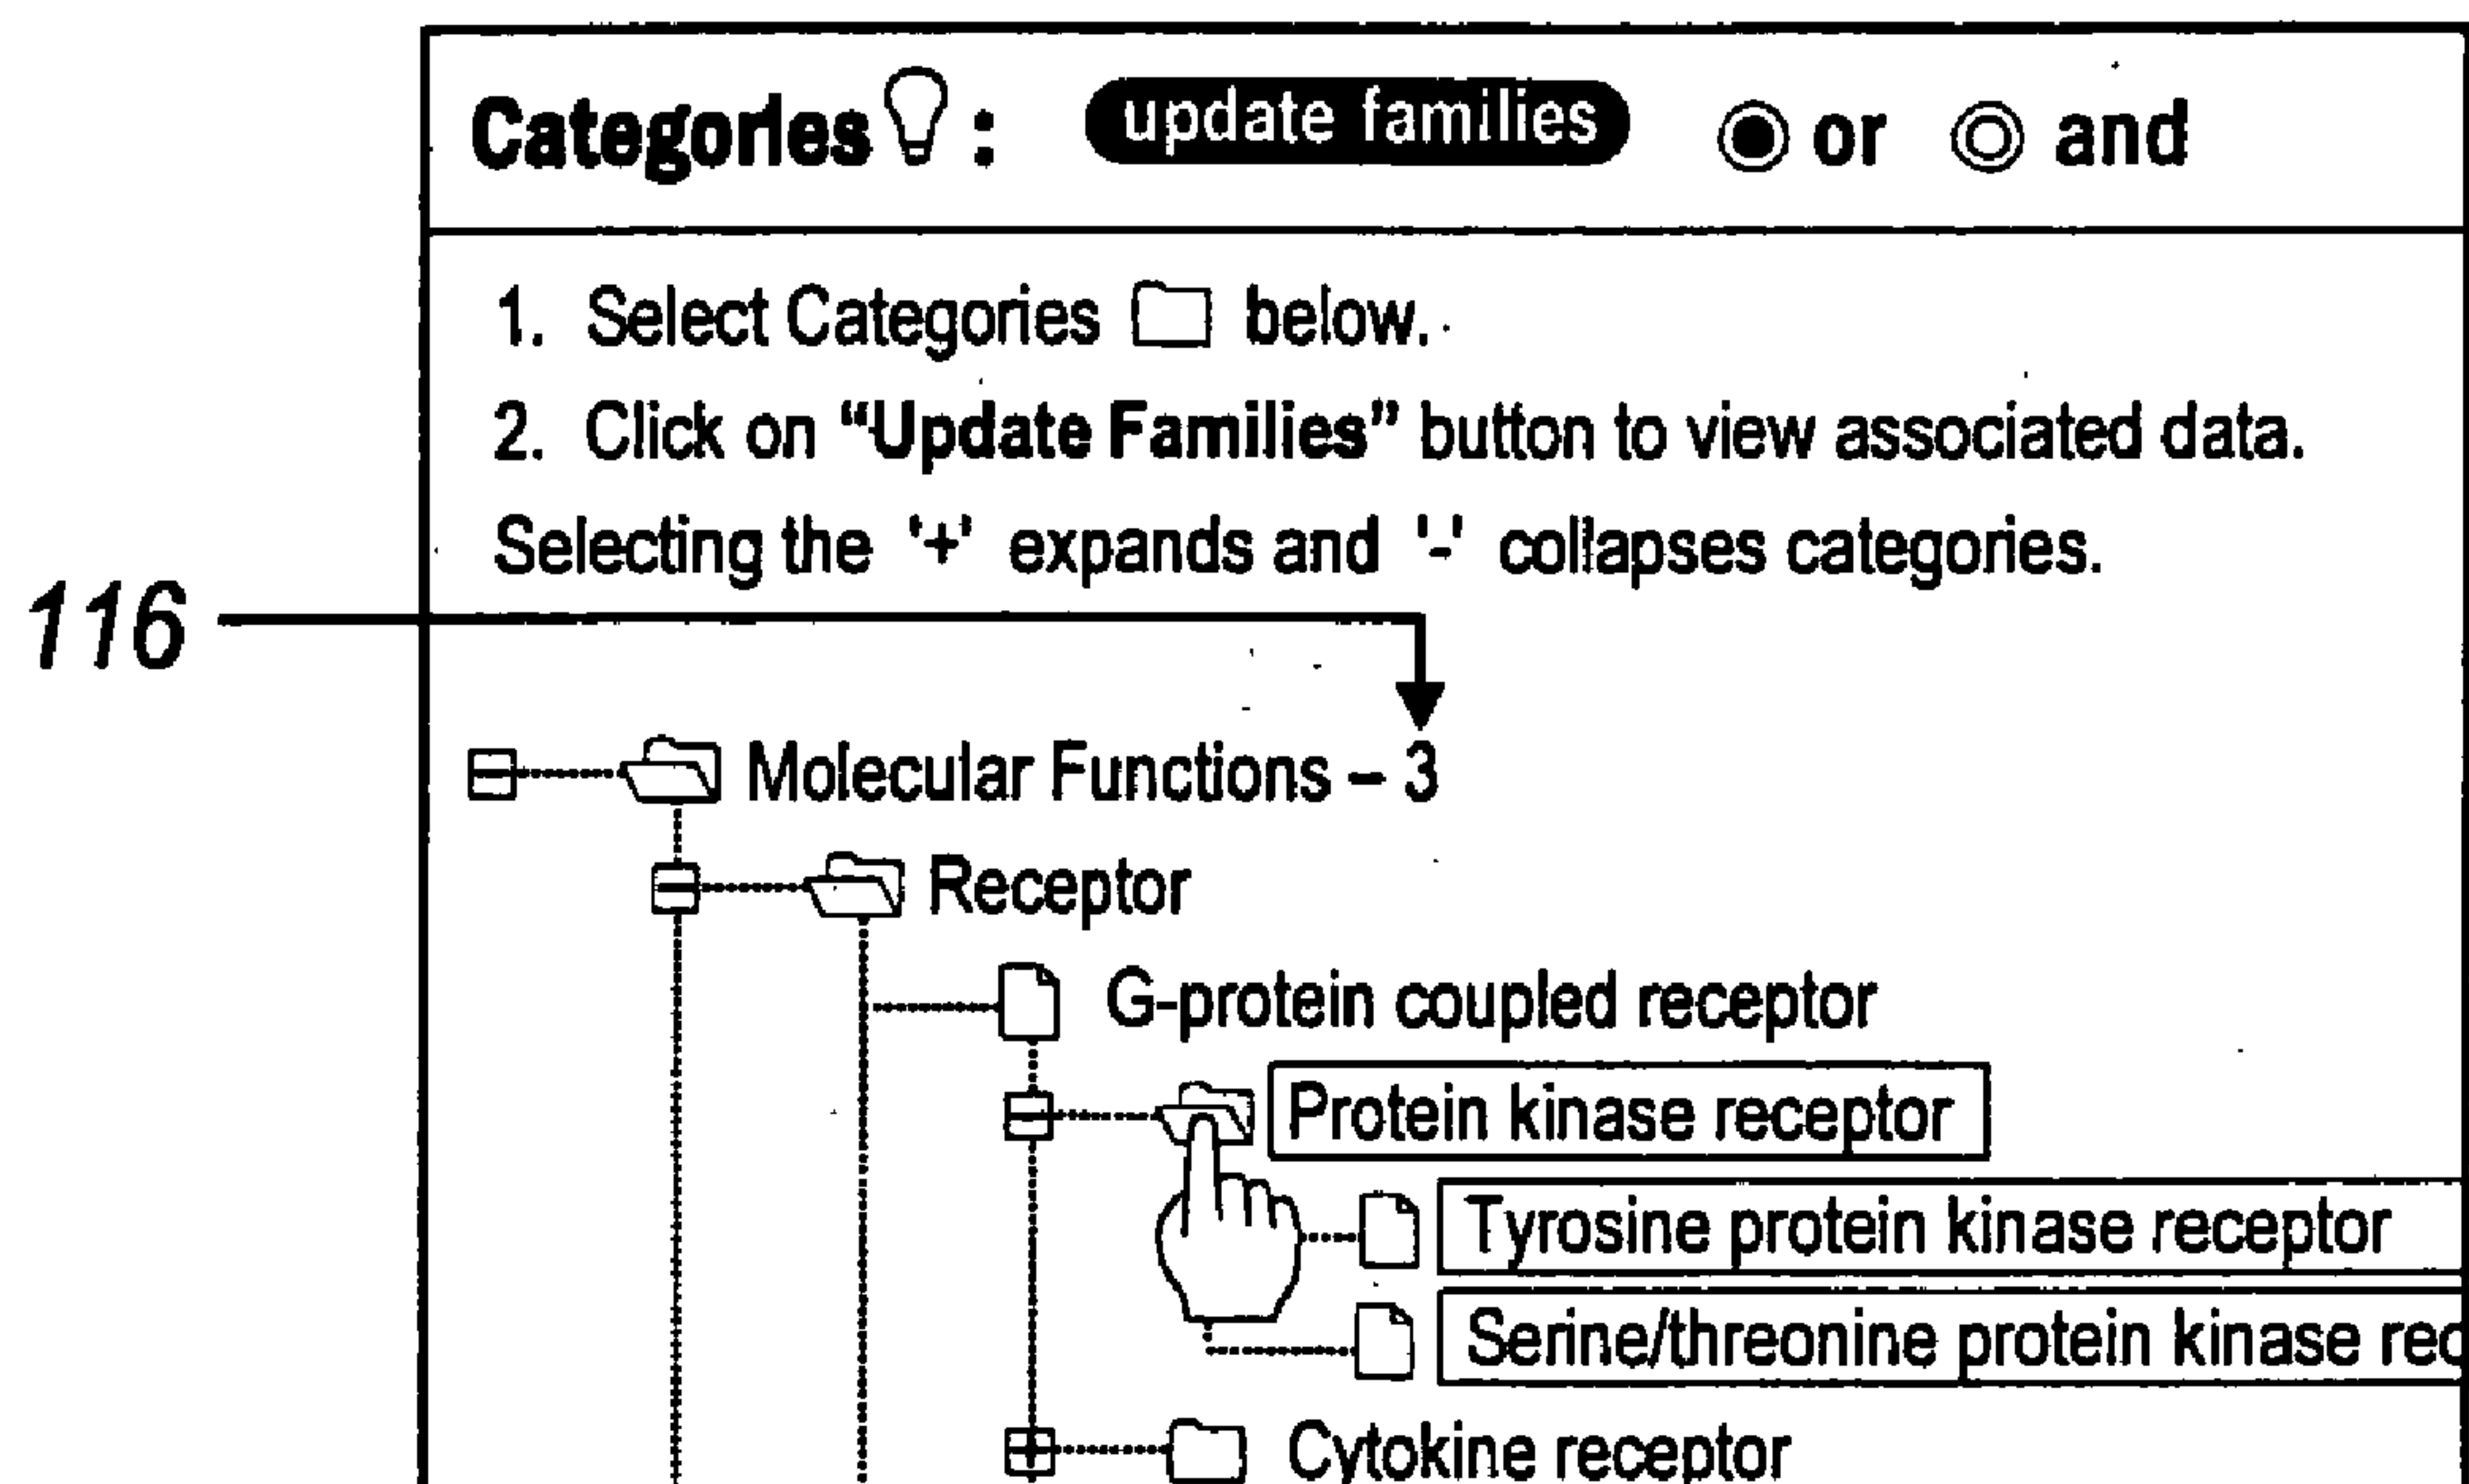 Categories : update families or and
1. Select Categories below.
2. Click on “Update Families” button to view associated data.
Selecting the '+' expands and '-' collapses categories.
116
Molecular Functions – 3
Receptor
G-protein coupled receptor
Protein kinase receptor
Tyrosine protein kinase receptor
Serine/threonine protein kinase
Cytokine receptor